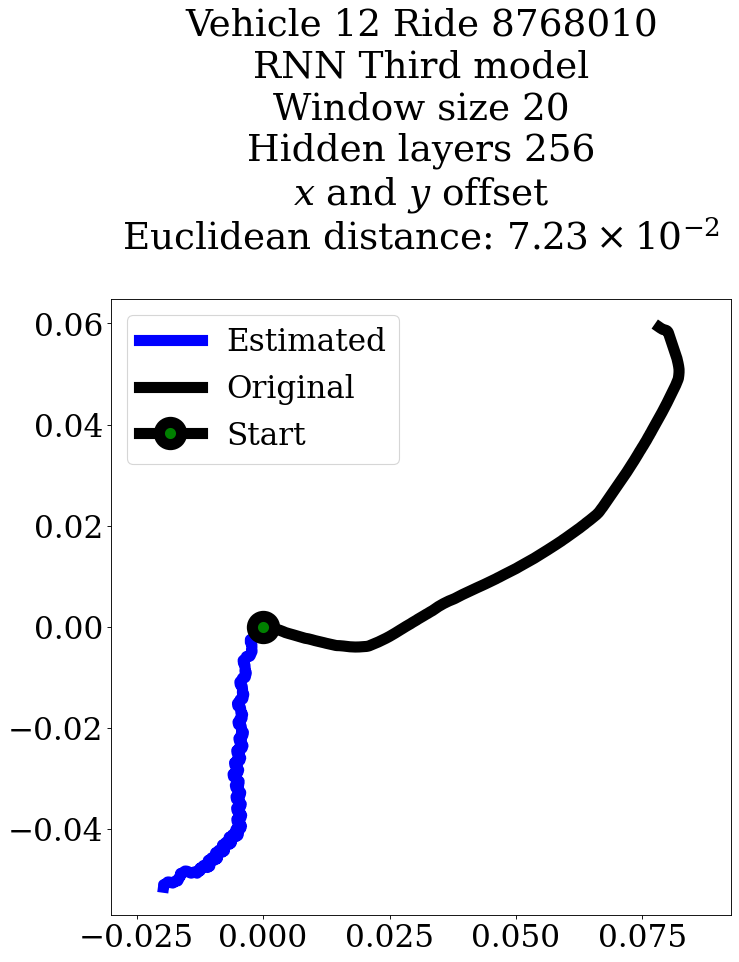 Vehicle 12 Ride 8768010
RNN Third model
Window size 20
Hidden layers 256
x and y offset
Euclidean distance: 7.23 × 10⁻²
Estimated
Original
Start
0.06
0.04
0.02
0.00
−0.02
−0.04
−0.025 0.000 0.025 0.050 0.075